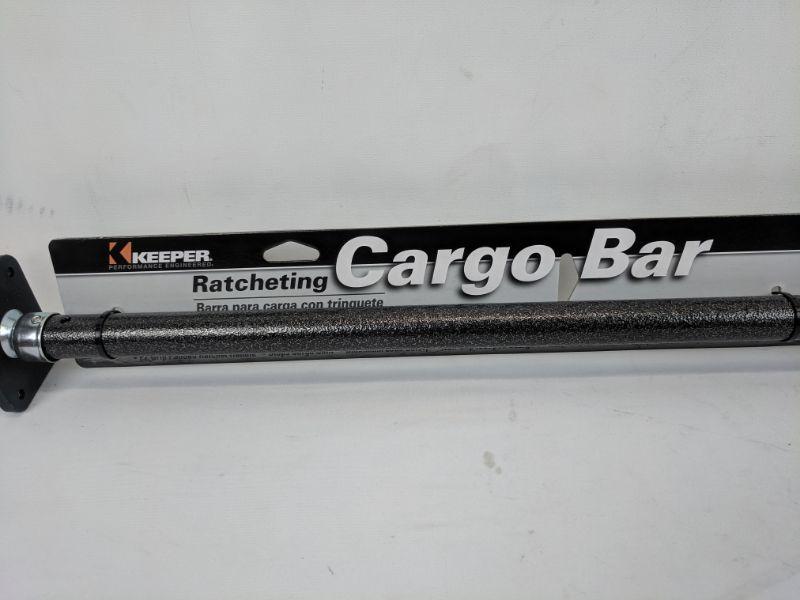 KEEPER
PERFORMANCE ENGINEERED.
Ratcheting Cargo Bar
Barra para carga con trinquete